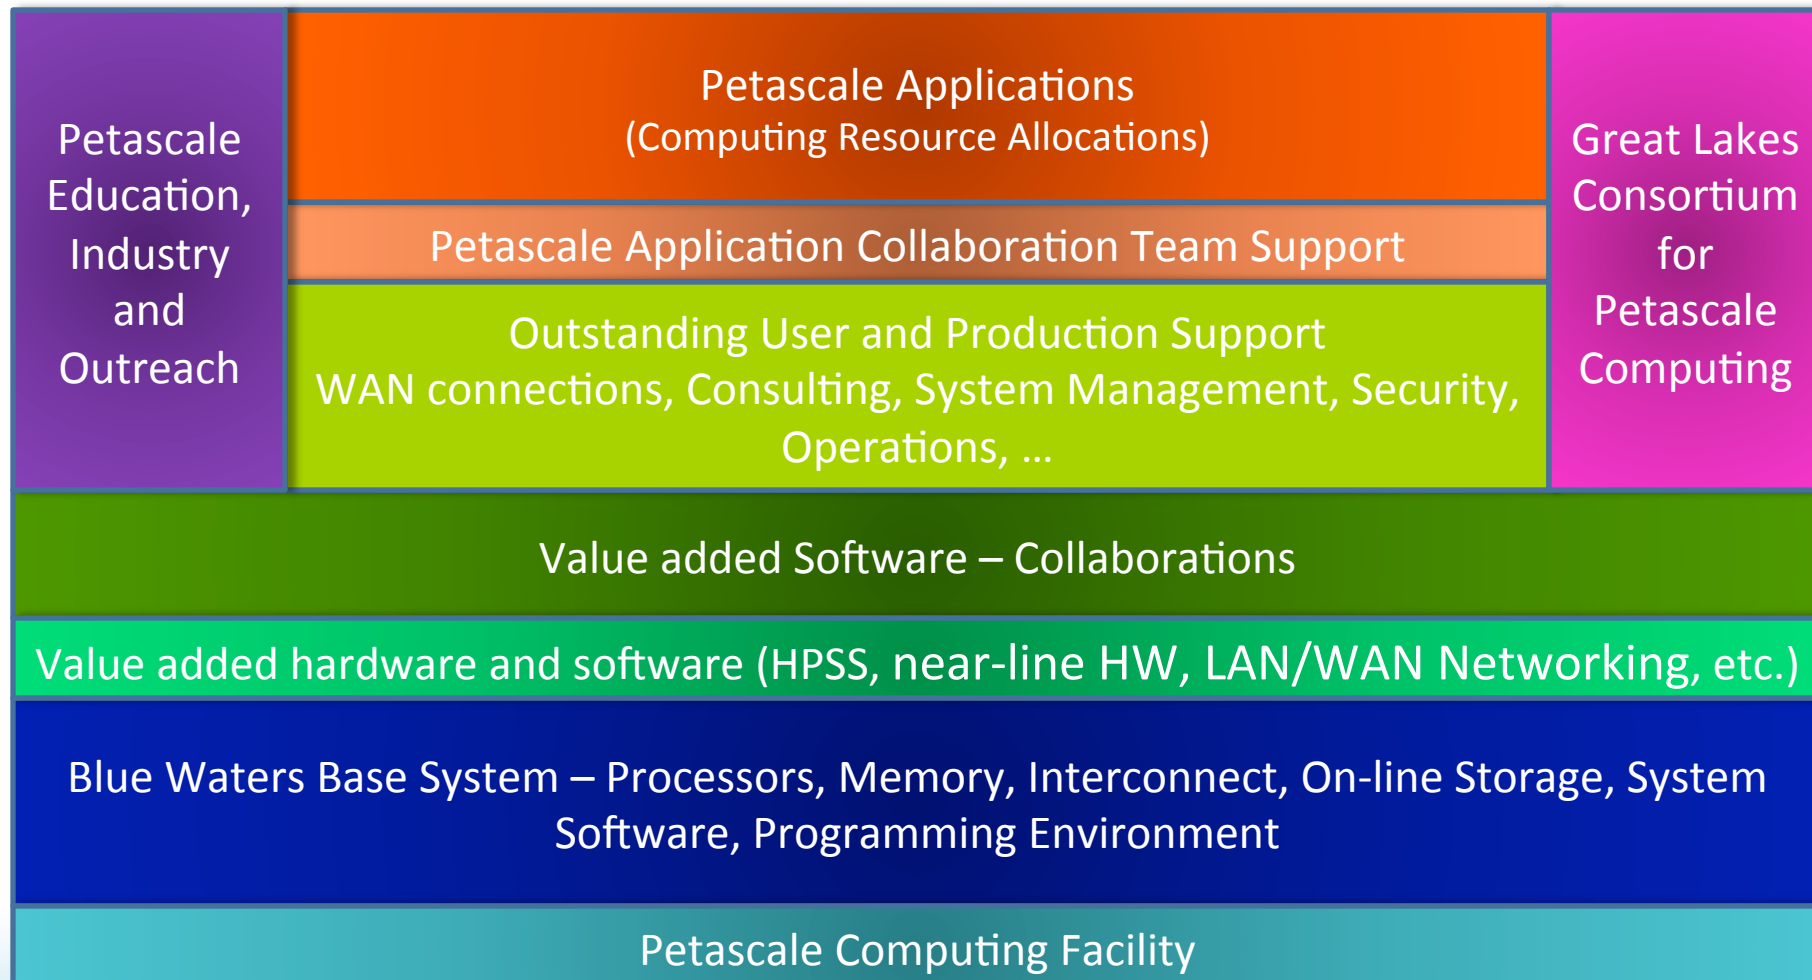 Petascale
Education,
Industry
and
Outreach
Petascale Applications
(Computing Resource Allocations)
Petascale Application Collaboration Team Support
Outstanding User and Production Support
WAN connections, Consulting, System Management, Security,
Operations, ...
Great Lakes
Consortium
for
Petascale
Computing
Value added Software – Collaborations
Value added hardware and software (HPSS, near-line HW, LAN/WAN Networking, etc.)
Blue Waters Base System – Processors, Memory, Interconnect, On-line Storage, System
Software, Programming Environment
Petascale Computing Facility